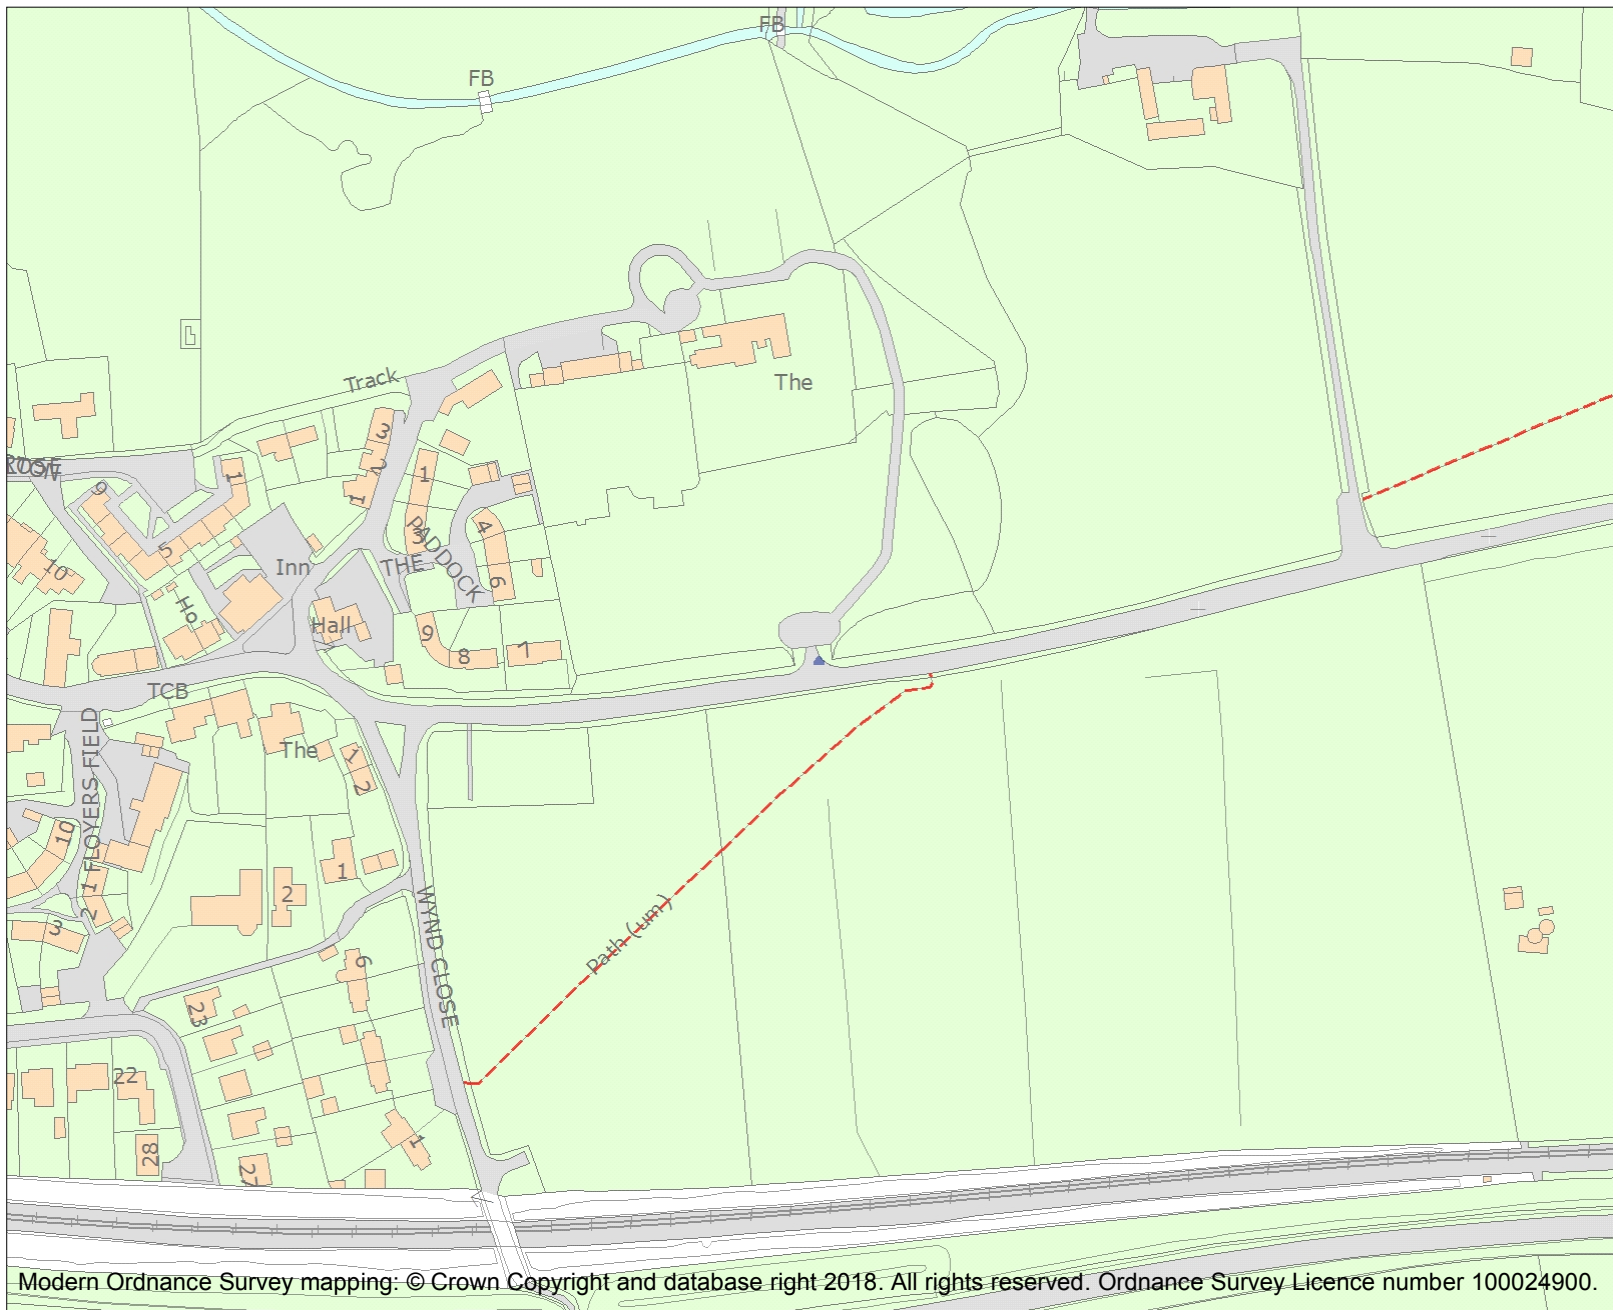 FB
FB
Track
The
3
2
1
1
1
9
5
10
PADDOCK
3
4
6
THE
Inn
Ho
Hall
9
8
7
TCB
The
1
2
FLOYERS FIELD
10
1
2
3
1
2
WYND CLOSE
Path (um)
6
23
22
28
27
1
Modern Ordnance Survey mapping: © Crown Copyright and database right 2018. All rights reserved. Ordnance Survey Licence number 100024900.